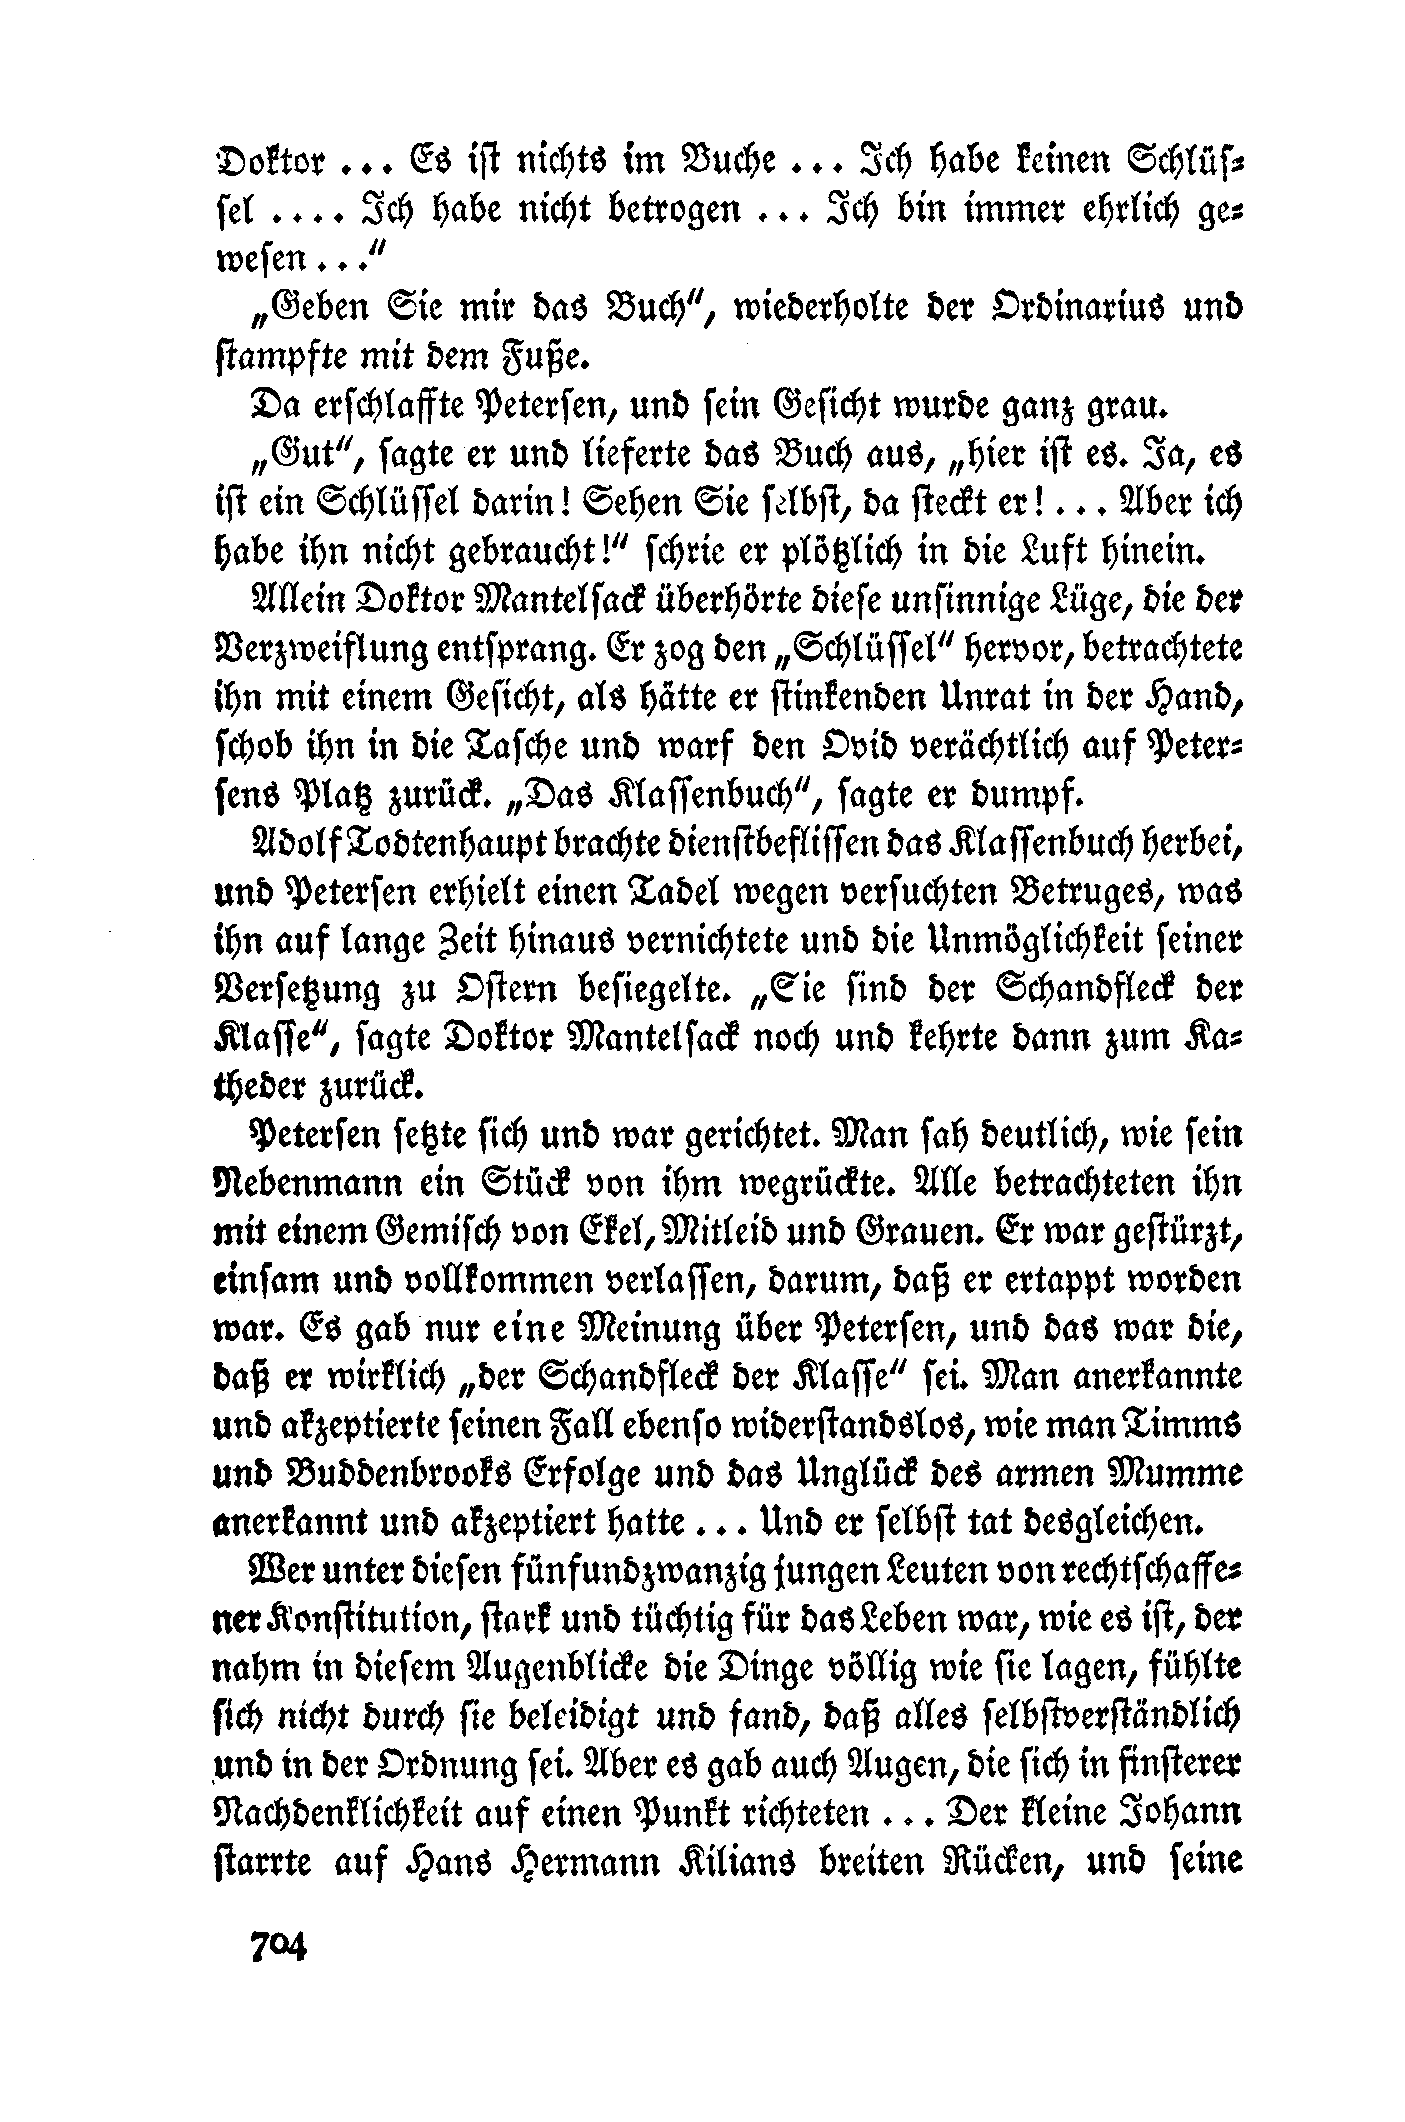 Doktor ... Es ist nichts im Buche ... Ich habe keinen Schlüs-
sel .... Ich habe nicht betrogen ... Ich bin immer ehrlich ge-
wesen ...“
„Geben Sie mir das Buch“, wiederholte der Ordinarius und
stampfte mit dem Fuße.
Da erschlaffte Petersen, und sein Gesicht wurde ganz grau.
„Gut“, sagte er und lieferte das Buch aus, „hier ist es. Ja, es
ist ein Schlüssel darin! Sehen Sie selbst, da steckt er! ... Aber ich
habe ihn nicht gebraucht!“ schrie er plötzlich in die Luft hinein.
Allein Doktor Mantelsack überhörte diese unsinnige Lüge, die der
Verzweiflung entsprang. Er zog den „Schlüssel“ hervor, betrachtete
ihn mit einem Gesicht, als hätte er stinkenden Unrat in der Hand,
schob ihn in die Tasche und warf den Ovid verächtlich auf Peter-
sens Platz zurück. „Das Klassenbuch“, sagte er dumpf.
Adolf Todtenhaupt brachte dienstbeflissen das Klassenbuch herbei,
und Petersen erhielt einen Tadel wegen versuchten Betruges, was
ihn auf lange Zeit hinaus vernichtete und die Unmöglichkeit seiner
Versetzung zu Ostern besiegelte. „Sie sind der Schandfleck der
Klasse“, sagte Doktor Mantelsack noch und kehrte dann zum Ka-
theder zurück.
Petersen setzte sich und war gerichtet. Man sah deutlich, wie sein
Nebenmann ein Stück von ihm wegrückte. Alle betrachteten ihn
mit einem Gemisch von Ekel, Mitleid und Grauen. Er war gestürzt,
einsam und vollkommen verlassen, darum, daß er ertappt worden
war. Es gab nur eine Meinung über Petersen, und das war die,
daß er wirklich „der Schandfleck der Klasse“ sei. Man anerkannte
und akzeptierte seinen Fall ebenso widerstandslos, wie man Timms
und Buddenbrooks Erfolge und das Unglück des armen Mumme
anerkannt und akzeptiert hatte ... Und er selbst tat desgleichen.
Wer unter diesen fünfundzwanzig jungen Leuten von rechtschaffe-
ner Konstitution, stark und tüchtig für das Leben war, wie es ist, der
nahm in diesem Augenblicke die Dinge völlig wie sie lagen, fühlte
sich nicht durch sie beleidigt und fand, daß alles selbstverständlich
und in der Ordnung sei. Aber es gab auch Augen, die sich in finsterer
Nachdenklichkeit auf einen Punkt richteten ... Der kleine Johann
starrte auf Hans Hermann Kilians breiten Rücken, und seine
704